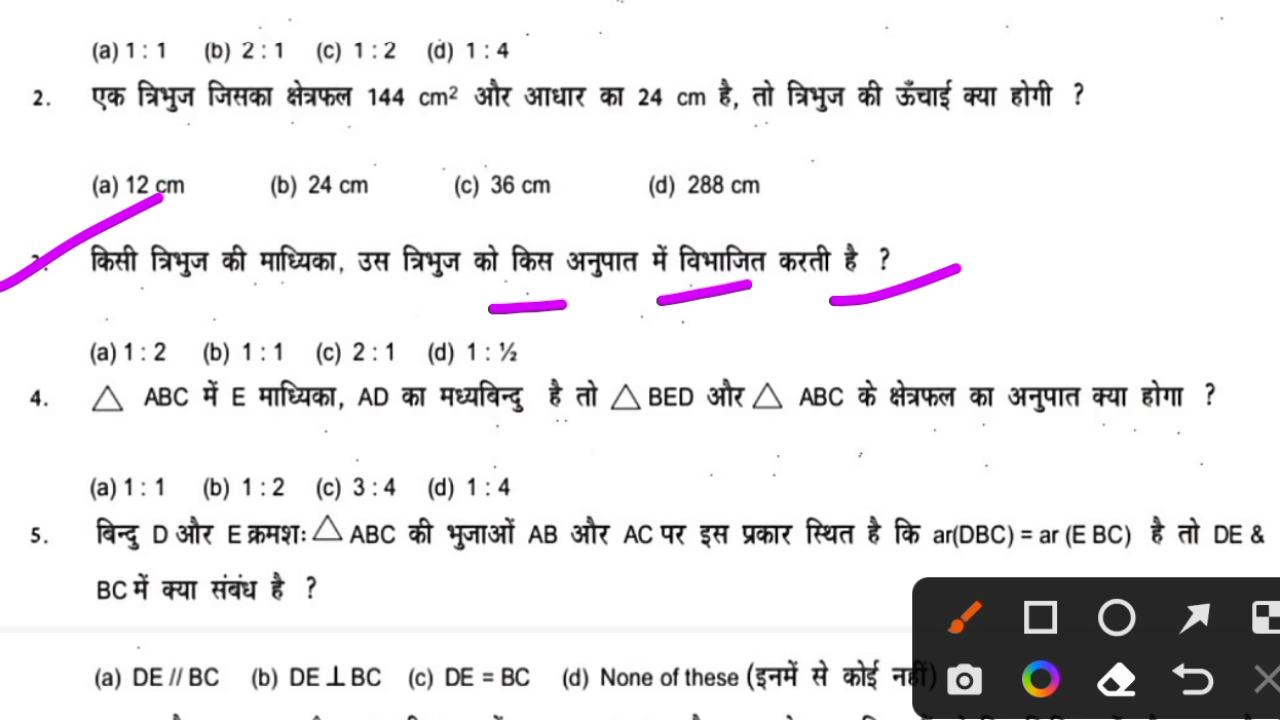 (a) 1 : 1 (b) 2 : 1 (c) 1 : 2 (d) 1 : 4
2. एक त्रिभुज जिसका क्षेत्रफल 144 cm² और आधार का 24 cm है, तो त्रिभुज की ऊँचाई क्या होगी ?
(a) 12 cm (b) 24 cm (c) 36 cm (d) 288 cm
किसी त्रिभुज की माध्यिका, उस त्रिभुज को किस अनुपात में विभाजित करती है ?
(a) 1 : 2 (b) 1 : 1 (c) 2 : 1 (d) 1 : ½
4. △ ABC में E माध्यिका, AD का मध्यबिन्दु है तो △ BED और △ ABC के क्षेत्रफल का अनुपात क्या होगा ?
(a) 1 : 1 (b) 1 : 2 (c) 3 : 4 (d) 1 : 4
5. बिन्दु D और E क्रमशः △ ABC की भुजाओं AB और AC पर इस प्रकार स्थित है कि ar(DBC) = ar (E BC) है तो DE &
BC में क्या संबंध है ?
(a) DE // BC (b) DE ⊥ BC (c) DE = BC (d) None of these (इनमें से कोई नहीं)